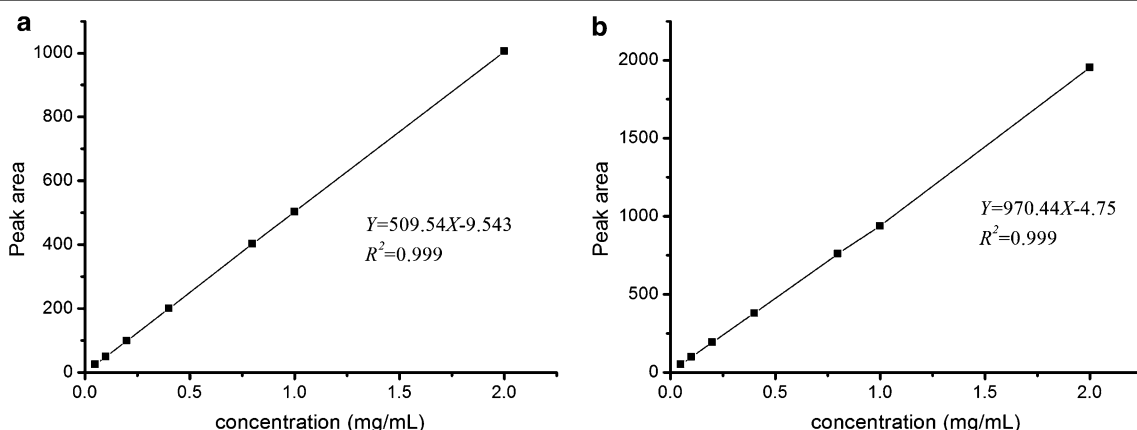 a
1000
800
600
400
200
0
Peak area
0.0 0.5 1.0 1.5 2.0
concentration (mg/mL)
Y=509.54X-9.543
R²=0.999
b
2000
1500
1000
500
0
Peak area
0.0 0.5 1.0 1.5 2.0
concentration (mg/mL)
Y=970.44X-4.75
R²=0.999